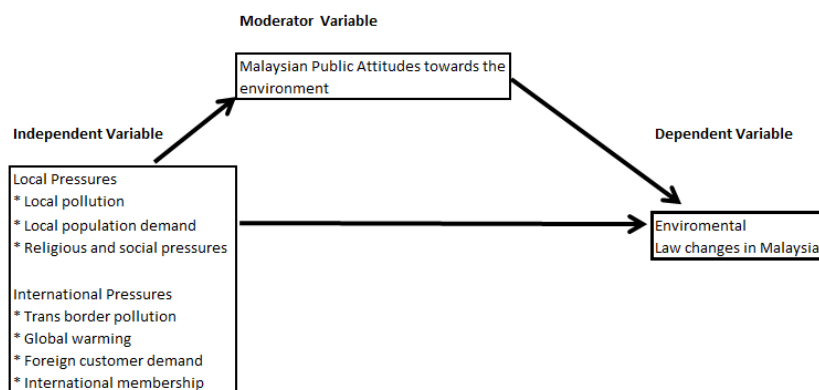 Moderator Variable
Malaysian Public Attitudes towards the
environment
Independent Variable
Dependent Variable
Local Pressures
* Local pollution
* Local population demand
* Religious and social pressures
International Pressures
* Trans border pollution
* Global warming
* Foreign customer demand
* International membership
Enviromental
Law changes in Malaysia